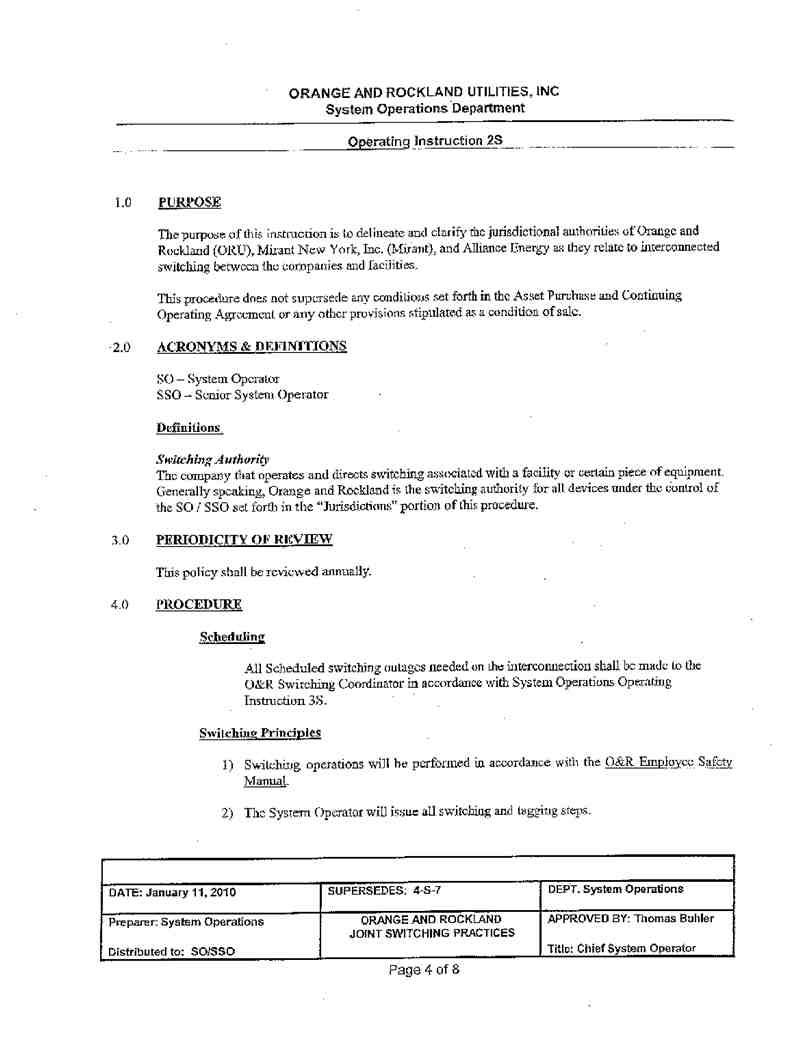 ORANGE AND ROCKLAND UTILITIES, INC
System Operations Department
Operating Instruction 2S
1.0 PURPOSE
The purpose of this instruction is to delineate and clarify the jurisdictional authorities of Orange and
Rockland (ORU), Mirant New York, Inc. (Mirant), and Alliance Energy as they relate to interconnected
switching between the companies and facilities.
This procedure does not supersede any conditions set forth in the Asset Purchase and Continuing
Operating Agreement or any other provisions stipulated as a condition of sale.
2.0 ACRONYMS & DEFINITIONS
SO – System Operator
SSO – Senior System Operator
Definitions
Switching Authority
The company that operates and directs switching associated with a facility or certain piece of equipment.
Generally speaking, Orange and Rockland is the switching authority for all devices under the control of
the SO / SSO set forth in the "Jurisdictions" portion of this procedure.
3.0 PERIODICITY OF REVIEW
This policy shall be reviewed annually.
4.0 PROCEDURE
Scheduling
All Scheduled switching outages needed on the interconnection shall be made to the
O&R Switching Coordinator in accordance with System Operations Operating
Instruction 3S.
Switching Principles
1) Switching operations will be performed in accordance with the O&R Employee Safety
Manual.
2) The System Operator will issue all switching and tagging steps.
DATE: January 11, 2010 SUPERSEDES: 4-S-7 DEPT. System Operations
Preparer: System Operations ORANGE AND ROCKLAND APPROVED BY: Thomas Buhler
JOINT SWITCHING PRACTICES
Distributed to: SO/SSO Title: Chief System Operator
Page 4 of 8